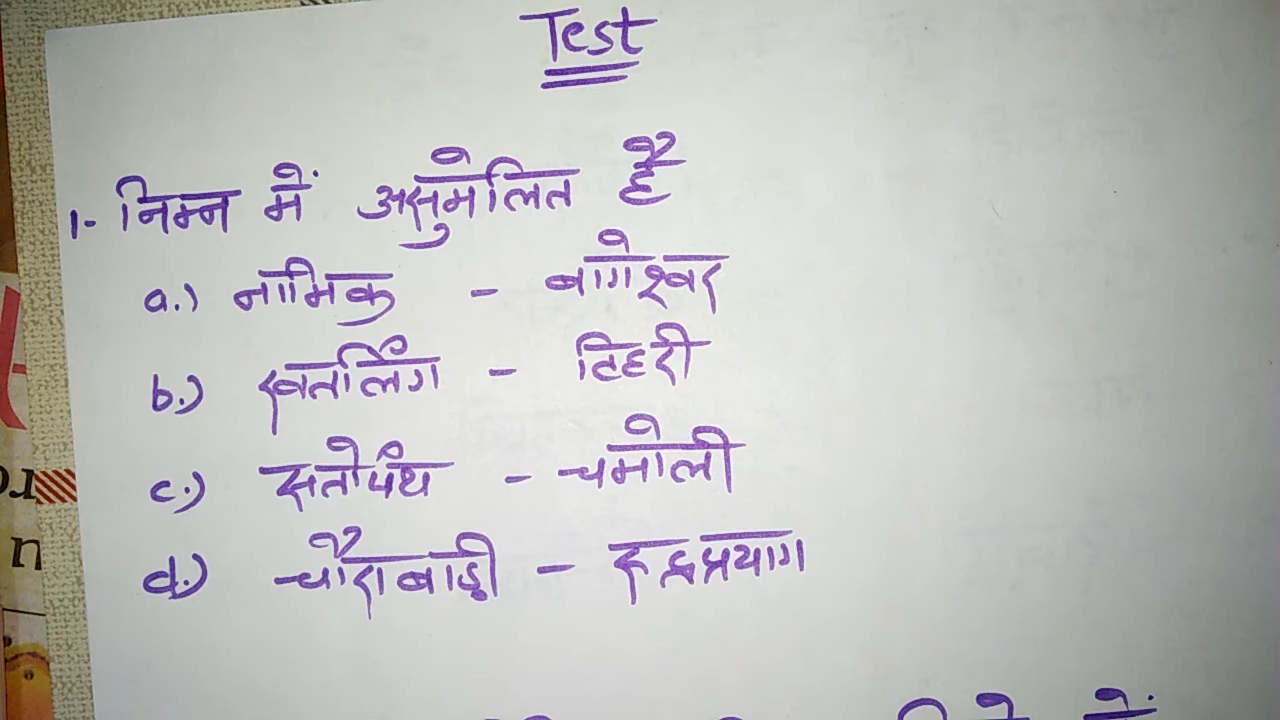 Test
1- निम्न में असुमेलित है
a.) नामिक - बागेश्वर
b.) खतलिंग - टिहरी
c.) सतोपंथ - चमोली
d.) चौराबाड़ी - रुद्रप्रयाग